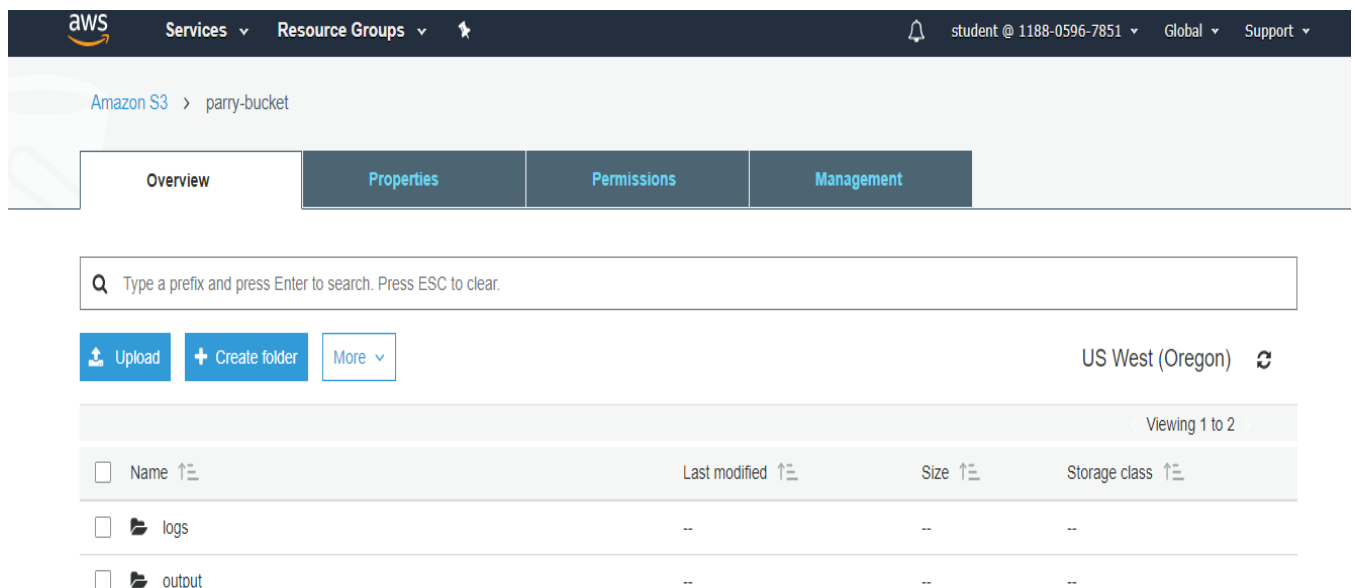 aws Services Resource Groups student @ 1188-0596-7851 Global Support
Amazon S3 > parry-bucket
Overview Properties Permissions Management
Type a prefix and press Enter to search. Press ESC to clear.
Upload + Create folder More US West (Oregon)
Viewing 1 to 2
Name Last modified Size Storage class
logs -- -- --
output -- -- --